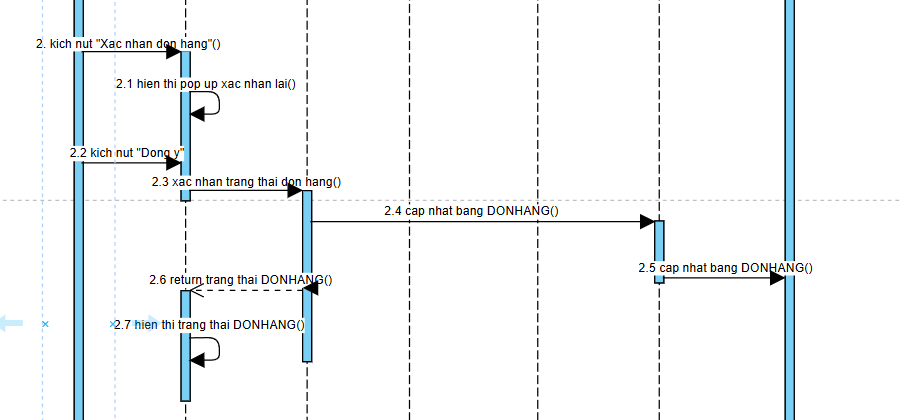 2. kich nut "Xac nhan don hang"()
2.1 hien thi pop up xac nhan lai()
2.2 kich nut "Dong y"
2.3 xac nhan trang thai don hang()
2.4 cap nhat bang DONHANG()
2.5 cap nhat bang DONHANG()
2.6 return trang thai DONHANG()
2.7 hien thi trang thai DONHANG()